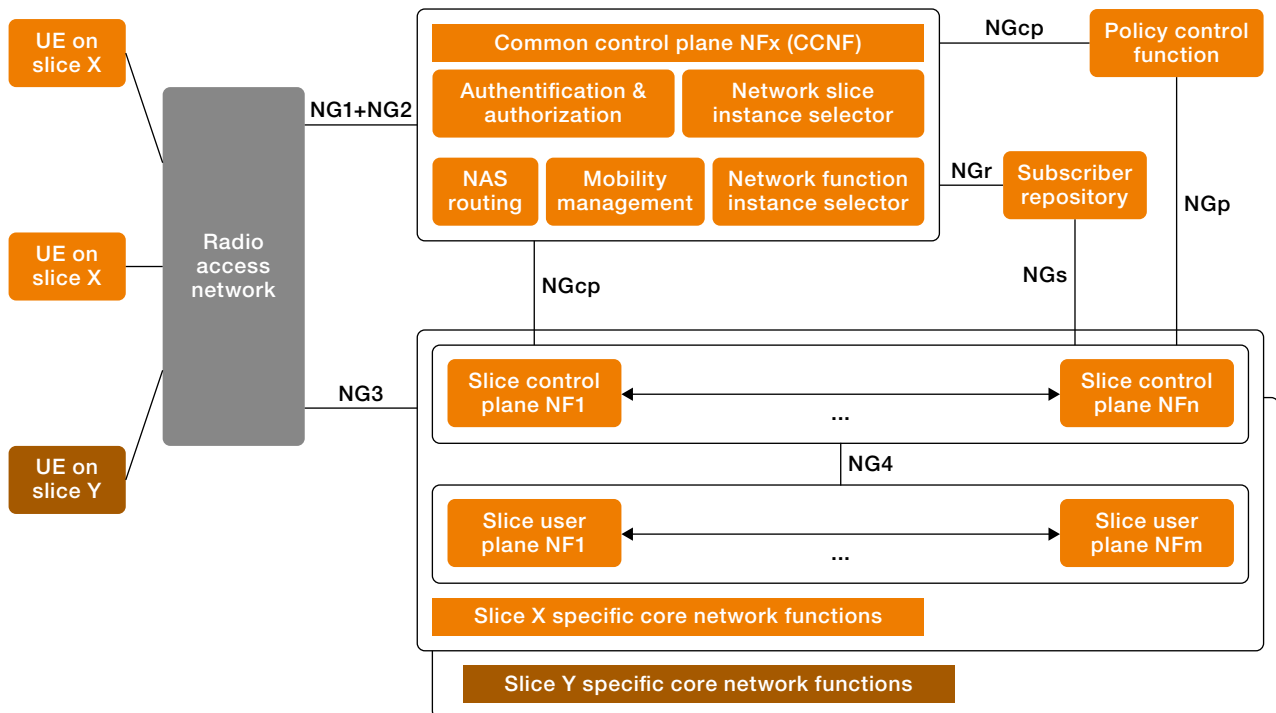 UE on
slice X
UE on
slice X
UE on
slice Y
Radio
access
network
NG1+NG2
NG3
Common control plane NFx (CCNF)
Authentification &
authorization
Network slice
instance selector
NAS
routing
Mobility
management
Network function
instance selector
NGcp
Policy control
function
NGr
Subscriber
repository
NGp
NGcp
NGs
Slice control
plane NF1
...
Slice control
plane NFn
NG4
Slice user
plane NF1
...
Slice user
plane NFm
Slice X specific core network functions
Slice Y specific core network functions